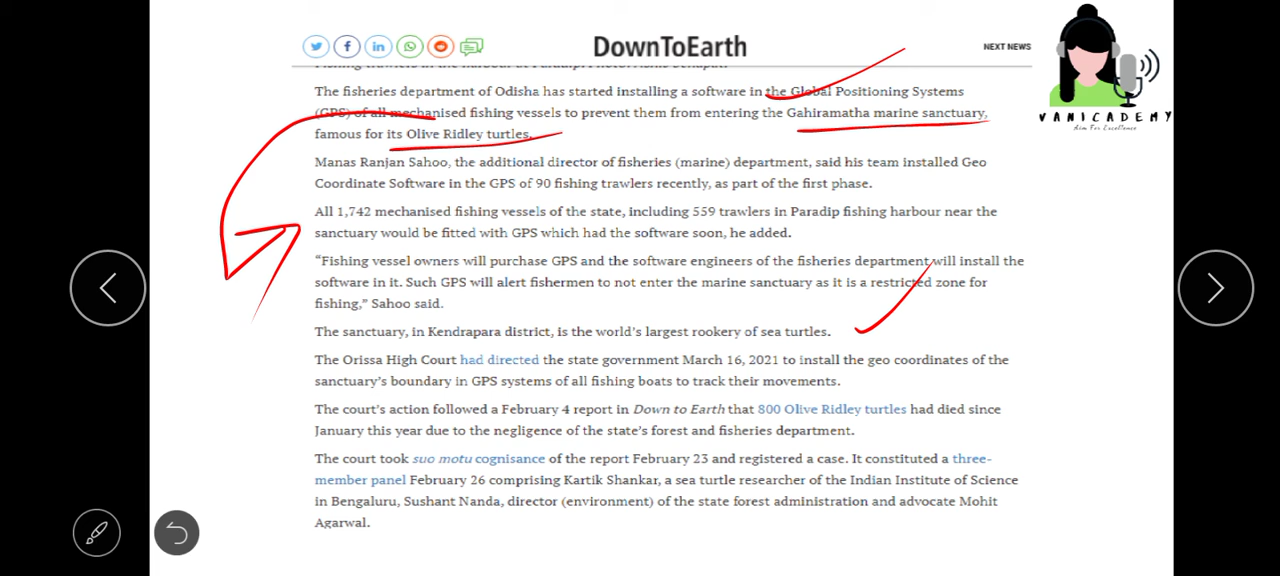 DownToEarth
NEXT NEWS
VANICADEMY
Aim For Excellence
The fisheries department of Odisha has started installing a software in the Global Positioning Systems
(GPS) of all mechanised fishing vessels to prevent them from entering the Gahiramatha marine sanctuary,
famous for its Olive Ridley turtles.
Manas Ranjan Sahoo, the additional director of fisheries (marine) department, said his team installed Geo
Coordinate Software in the GPS of 90 fishing trawlers recently, as part of the first phase.
All 1,742 mechanised fishing vessels of the state, including 559 trawlers in Paradip fishing harbour near the
sanctuary would be fitted with GPS which had the software soon, he added.
“Fishing vessel owners will purchase GPS and the software engineers of the fisheries department will install the
software in it. Such GPS will alert fishermen to not enter the marine sanctuary as it is a restricted zone for
fishing,” Sahoo said.
The sanctuary, in Kendrapara district, is the world’s largest rookery of sea turtles.
The Orissa High Court had directed the state government March 16, 2021 to install the geo coordinates of the
sanctuary’s boundary in GPS systems of all fishing boats to track their movements.
The court’s action followed a February 4 report in Down to Earth that 800 Olive Ridley turtles had died since
January this year due to the negligence of the state’s forest and fisheries department.
The court took suo motu cognisance of the report February 23 and registered a case. It constituted a three-
member panel February 26 comprising Kartik Shankar, a sea turtle researcher of the Indian Institute of Science
in Bengaluru, Sushant Nanda, director (environment) of the state forest administration and advocate Mohit
Agarwal.